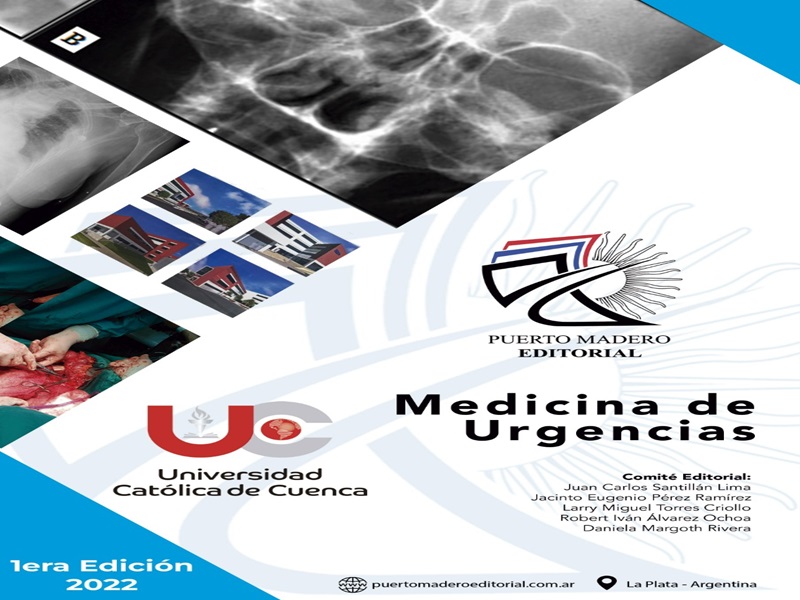 B
PUERTO MADERO
EDITORIAL
Medicina de
Urgencias
UC
Universidad
Católica de Cuenca
Comité Editorial:
Juan Carlos Santillán Lima
Jacinto Eugenio Pérez Ramírez
Larry Miguel Torres Criollo
Robert Iván Álvarez Ochoa
Daniela Margoth Rivera
1era Edición
2022
puertomaderoeditorial.com.ar
La Plata - Argentina